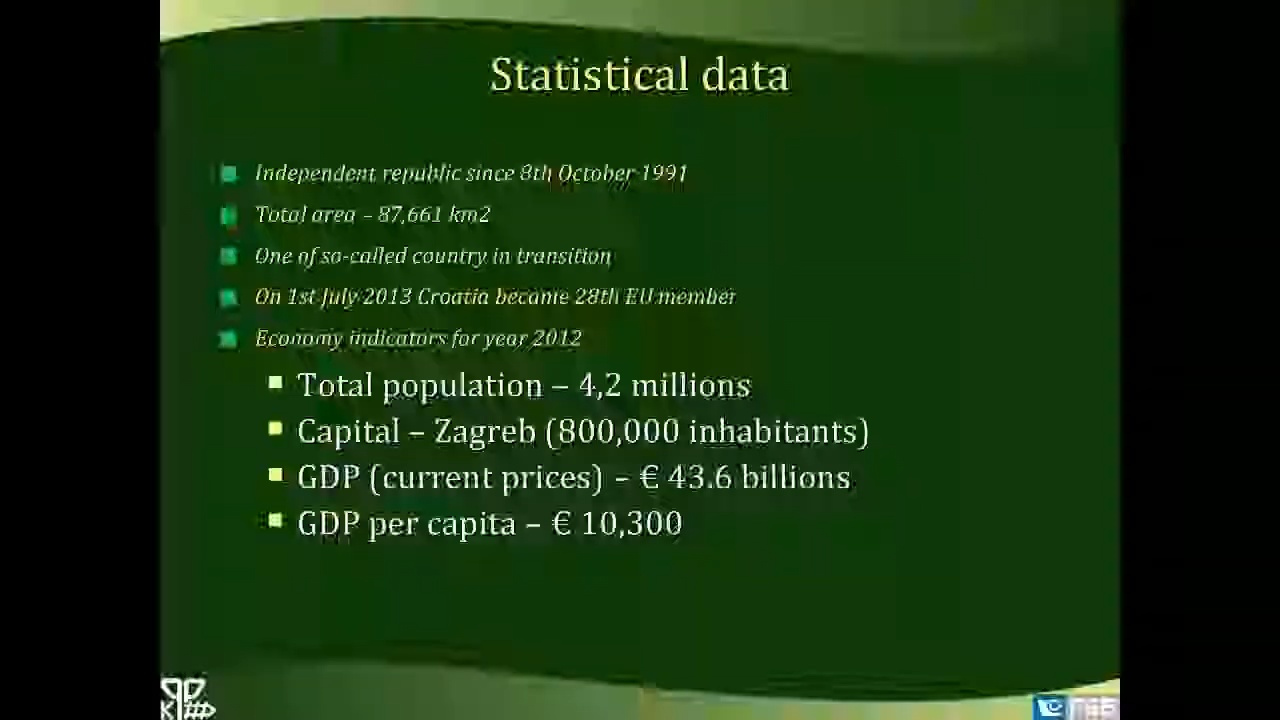 Statistical data
Independent republic since 8th October 1991
Total area – 87,661 km2
One of so-called country in transition
On 1st July 2013 Croatia became 28th EU member
Economy indicators for year 2012
Total population – 4,2 millions
Capital – Zagreb (800,000 inhabitants)
GDP (current prices) – € 43.6 billions
GDP per capita – € 10,300